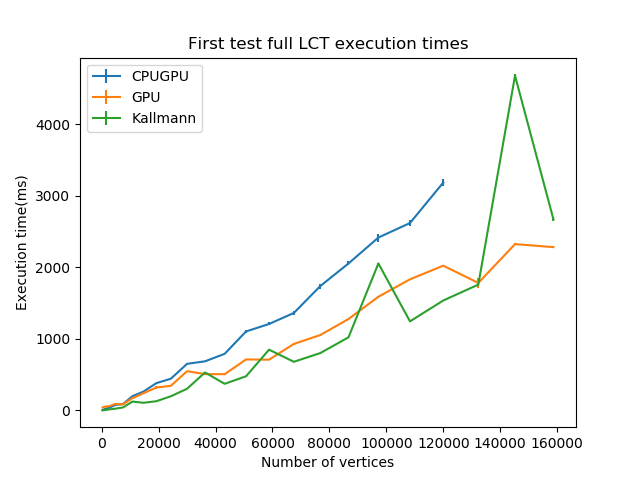 First test full LCT execution times
CPUGPU
GPU
Kallmann
Execution time(ms)
4000
3000
2000
1000
0
0 20000 40000 60000 80000 100000 120000 140000 160000
Number of vertices